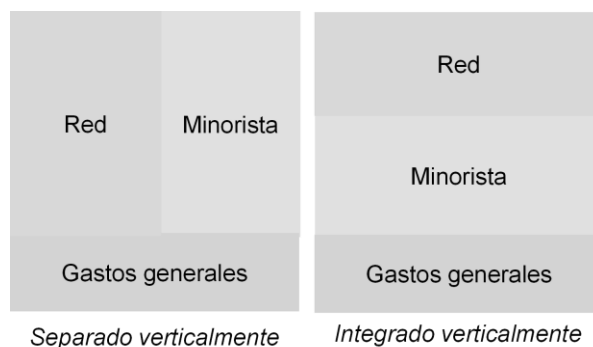 Red
Minorista
Gastos generales
Separado verticalmente
Red
Minorista
Gastos generales
Integrado verticalmente